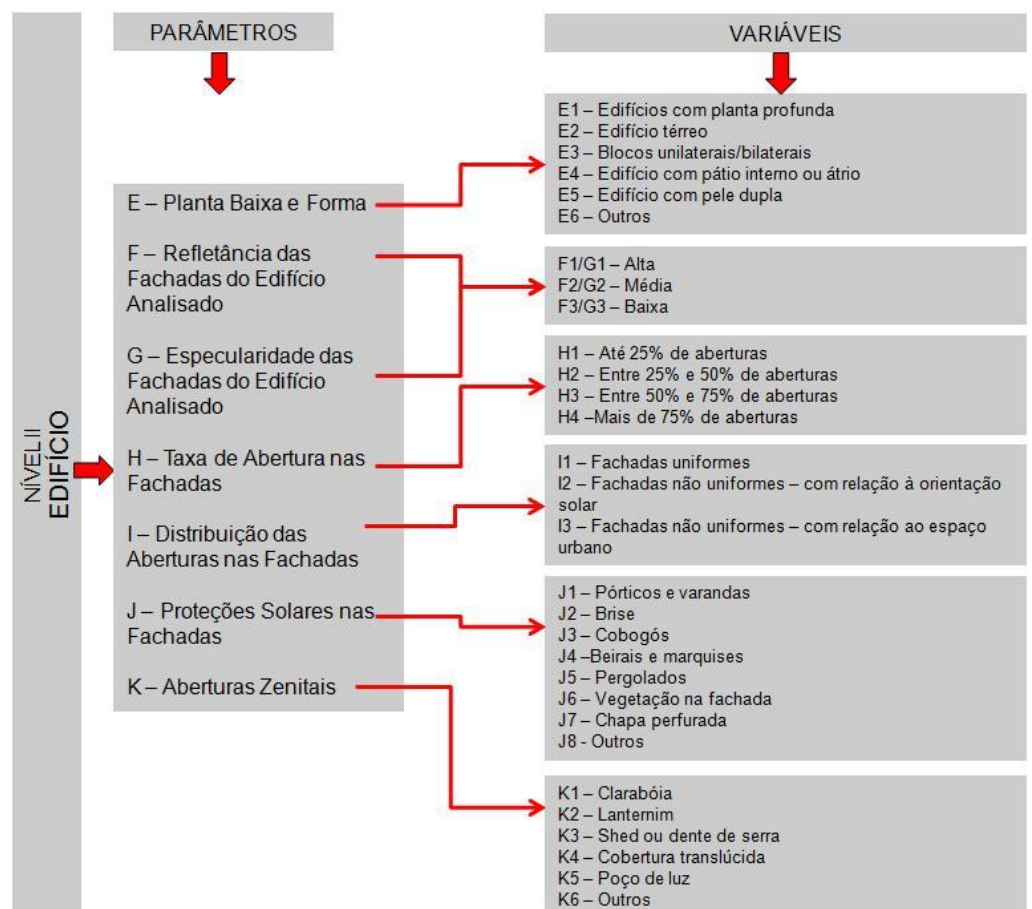 NÍVEL II
EDIFÍCIO
PARÂMETROS
E – Planta Baixa e Forma
F – Refletância das
Fachadas do Edifício
Analisado
G – Especularidade das
Fachadas do Edifício
Analisado
H – Taxa de Abertura nas
Fachadas
I – Distribuição das
Aberturas nas Fachadas
J – Proteções Solares nas
Fachadas
K – Aberturas Zenitais
VARIÁVEIS
E1 – Edifícios com planta profunda
E2 – Edifício térreo
E3 – Blocos unilaterais/bilaterais
E4 – Edifício com pátio interno ou átrio
E5 – Edifício com pele dupla
E6 – Outros
F1/G1 – Alta
F2/G2 – Média
F3/G3 – Baixa
H1 – Até 25% de aberturas
H2 – Entre 25% e 50% de aberturas
H3 – Entre 50% e 75% de aberturas
H4 –Mais de 75% de aberturas
I1 – Fachadas uniformes
I2 – Fachadas não uniformes – com relação à orientação
solar
I3 – Fachadas não uniformes – com relação ao espaço
urbano
J1 – Pórticos e varandas
J2 – Brise
J3 – Cobogós
J4 –Beirais e marquises
J5 – Pergolados
J6 – Vegetação na fachada
J7 – Chapa perfurada
J8 - Outros
K1 – Clarabóia
K2 – Lanternim
K3 – Shed ou dente de serra
K4 – Cobertura translúcida
K5 – Poço de luz
K6 – Outros